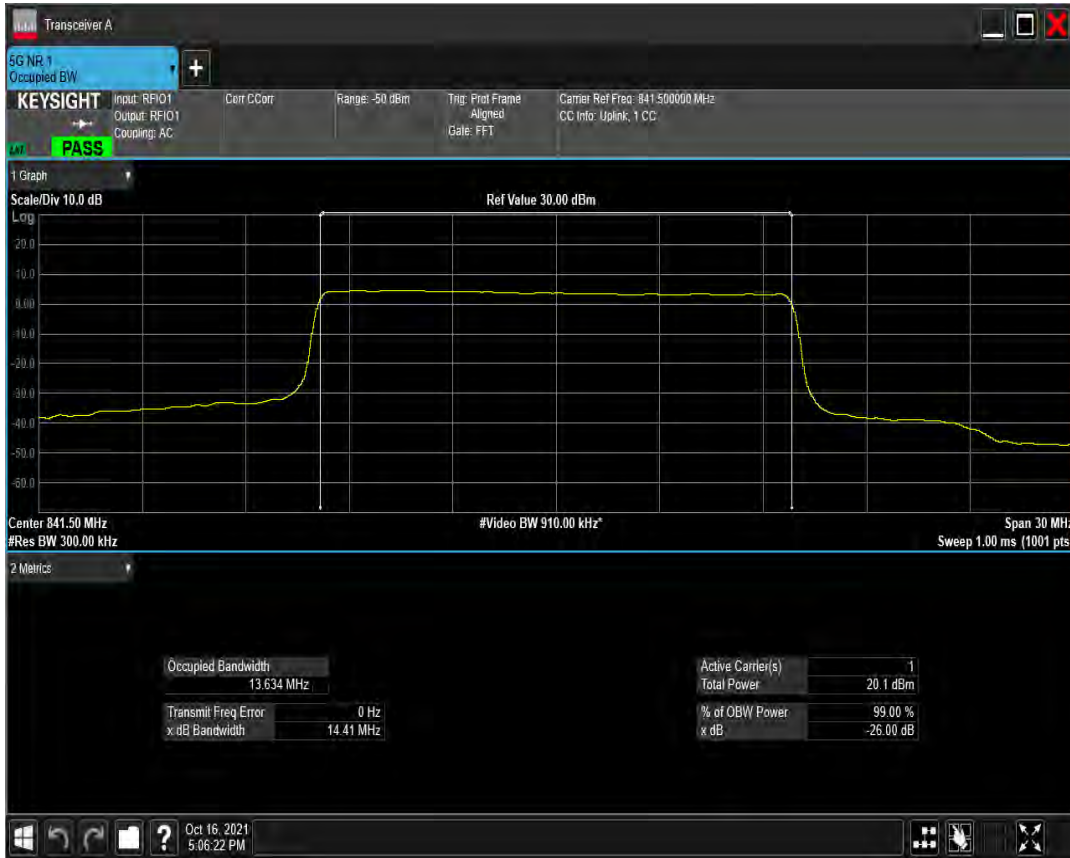 Transceiver A
5G NR 1
Occupied BW
+
KEYSIGHT
Input: RFIO1
Output: RFIO1
Coupling: AC
Corr CCorr
Range: -50 dBm
Trig: Prot Frame
Aligned
Gate: FFT
Carrier Ref Freq: 841.500000 MHz
CC Info: Uplink, 1 CC
PASS
1 Graph
Scale/Div 10.0 dB
Ref Value 30.00 dBm
Log
20.0
10.0
0.00
-10.0
-20.0
-30.0
-40.0
-50.0
-60.0
Center 841.50 MHz
#Video BW 910.00 kHz*
Span 30 MHz
#Res BW 300.00 kHz
Sweep 1.00 ms (1001 pts
2 Metrics
Occupied Bandwidth
13.634 MHz
Transmit Freq Error 0 Hz
x dB Bandwidth 14.41 MHz
Active Carrier(s) 1
Total Power 20.1 dBm
% of OBW Power 99.00 %
x dB -26.00 dB
?
Oct 16, 2021
5:06:22 PM